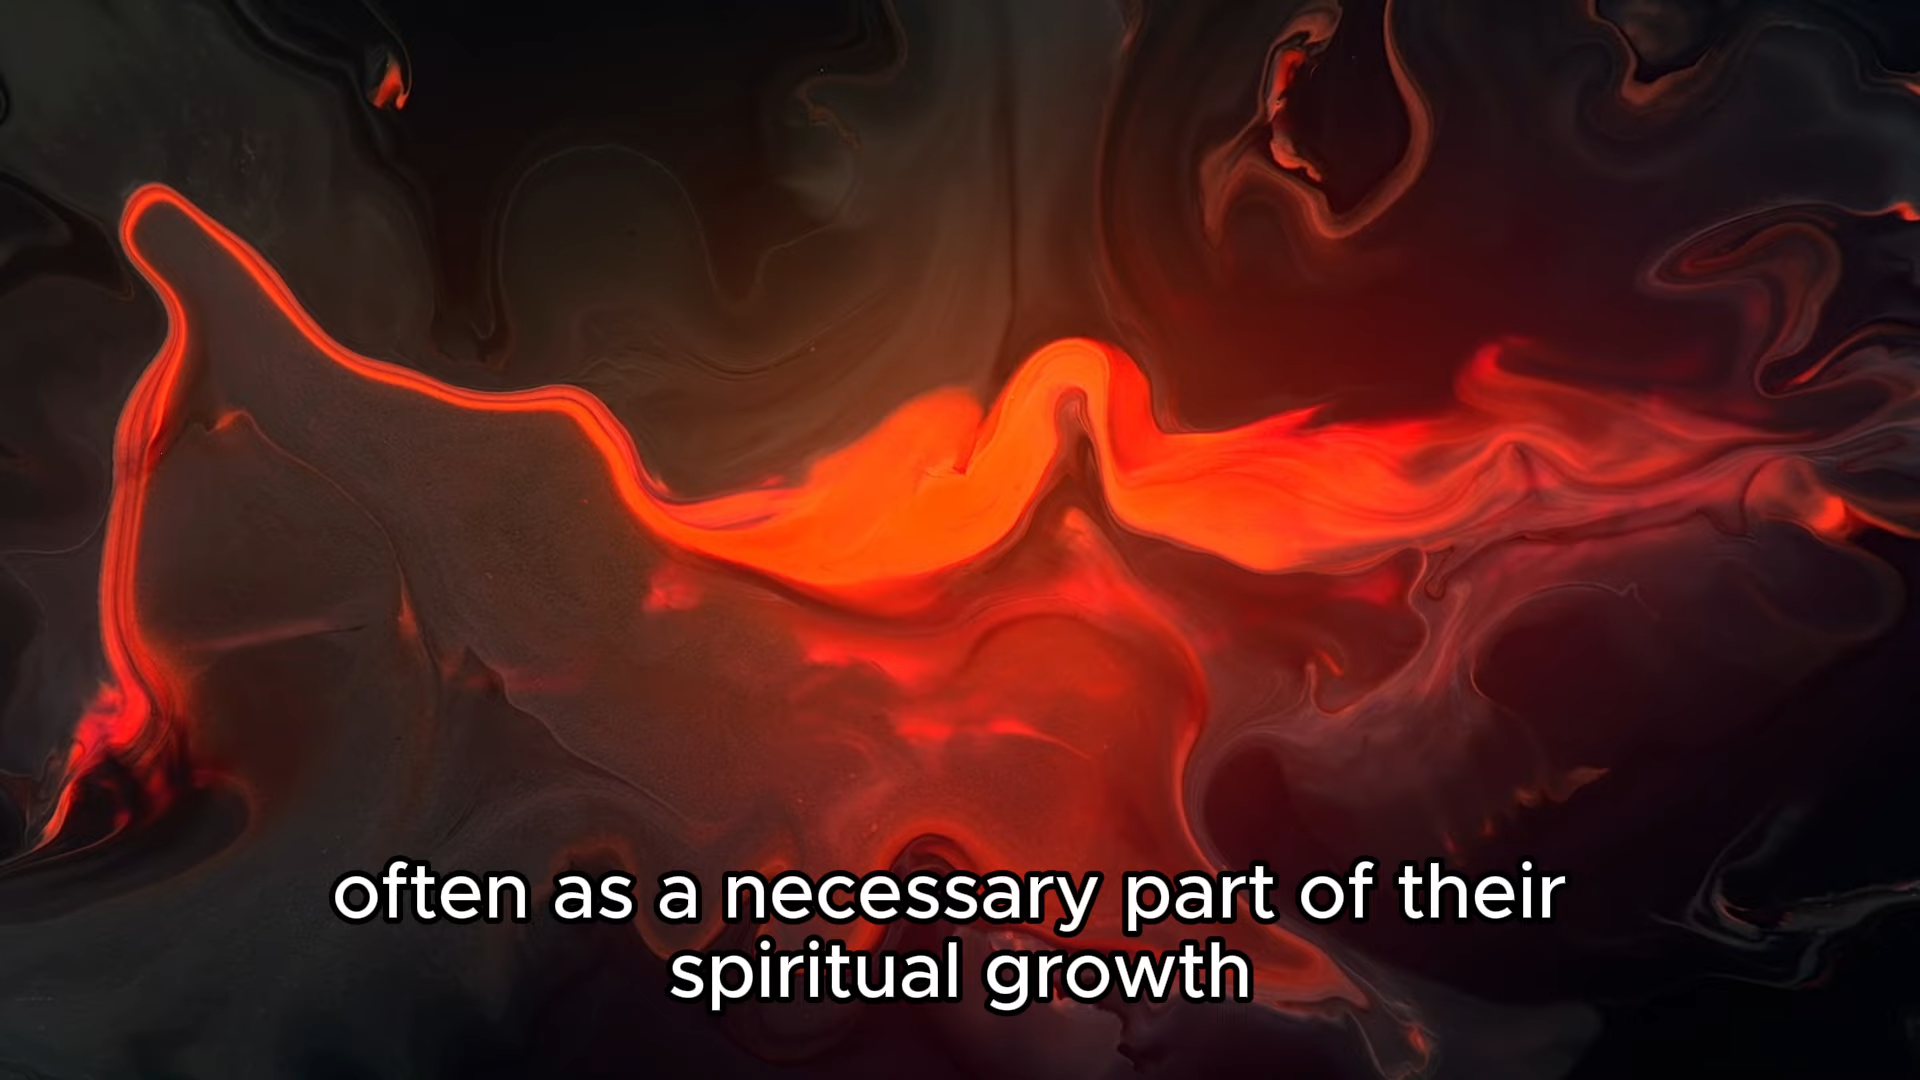 often as a necessary part of their
spiritual growth